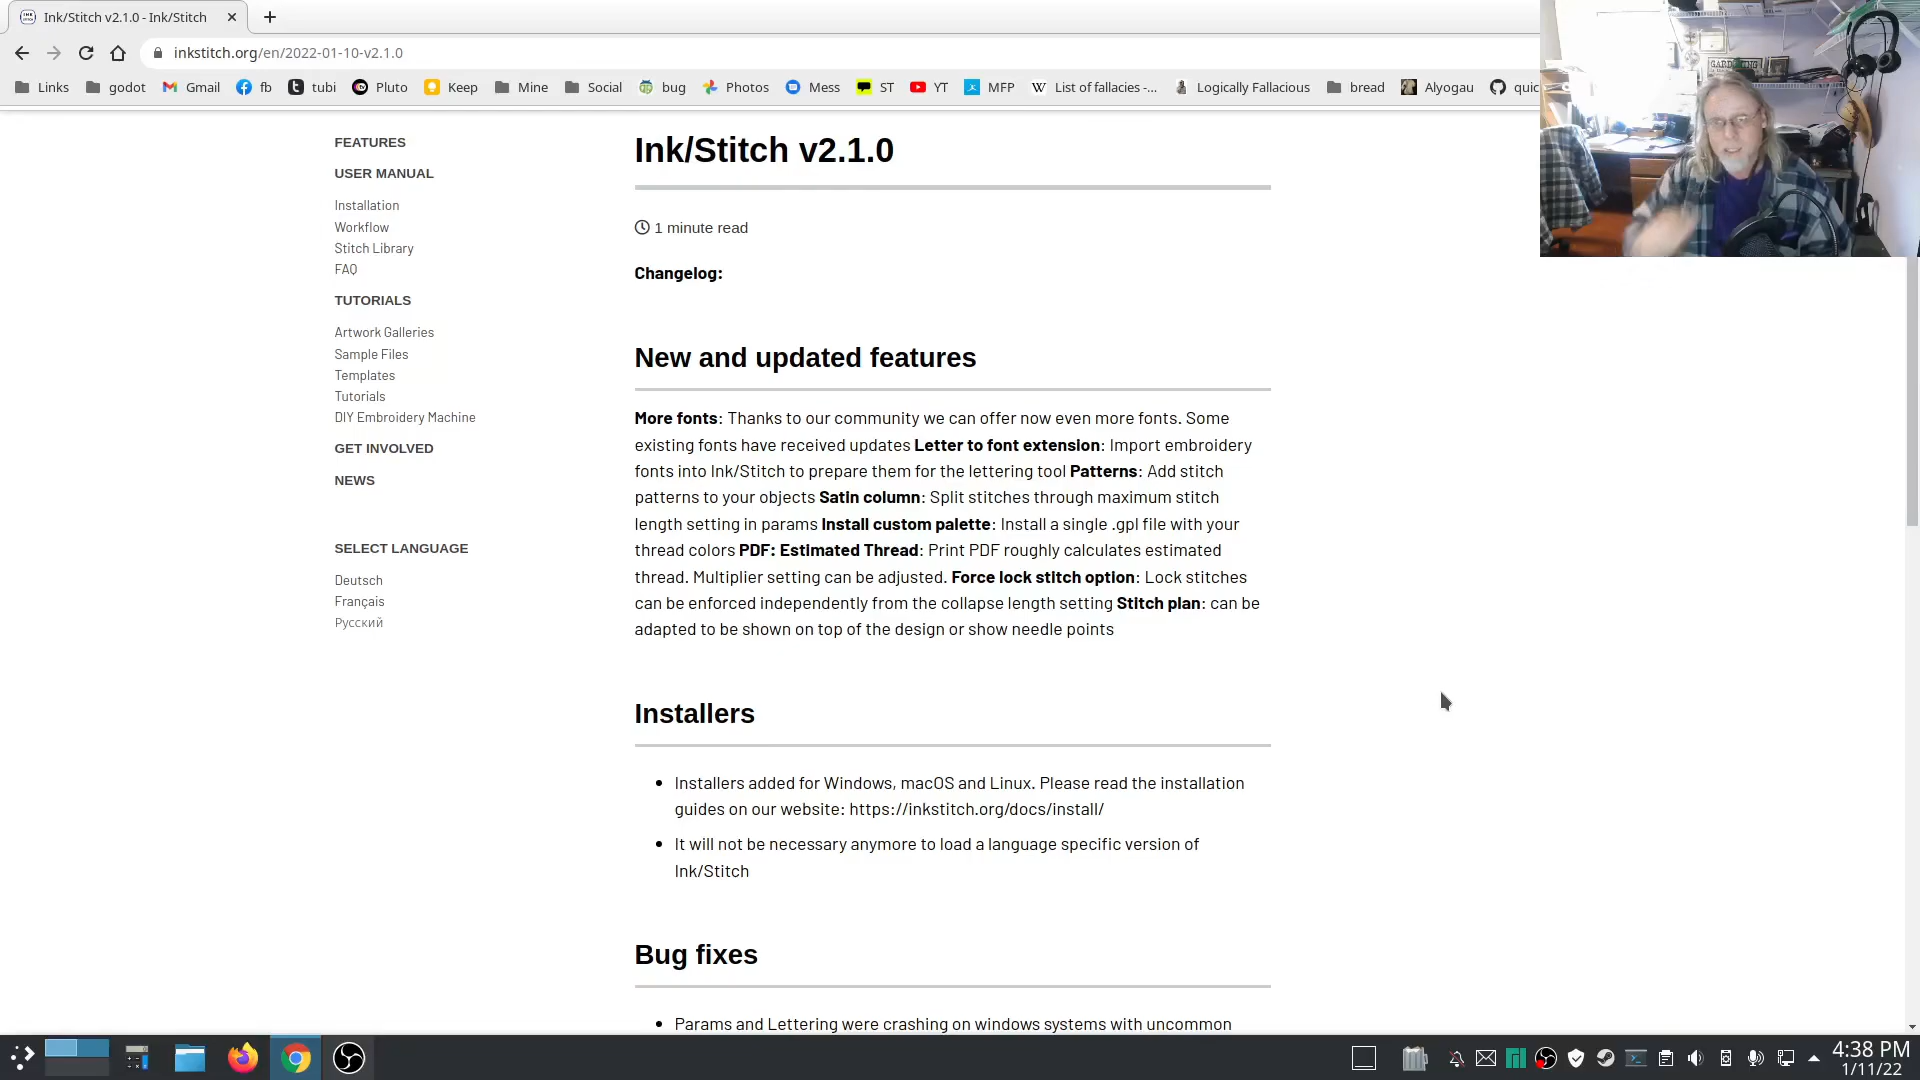 Ink/Stitch v2.1.0 - Ink/Stitch
inkstitch.org/en/2022-01-10-v2.1.0
Links godot Gmail fb tubi Pluto Keep Mine Social bug Photos Mess ST YT MFP List of fallacies -... Logically Fallacious bread Alyogau quic
FEATURES
USER MANUAL
Installation
Workflow
Stitch Library
FAQ
TUTORIALS
Artwork Galleries
Sample Files
Templates
Tutorials
DIY Embroidery Machine
GET INVOLVED
NEWS
SELECT LANGUAGE
Deutsch
Français
Русский
Ink/Stitch v2.1.0
1 minute read
Changelog:
New and updated features
More fonts: Thanks to our community we can offer now even more fonts. Some
existing fonts have received updates Letter to font extension: Import embroidery
fonts into Ink/Stitch to prepare them for the lettering tool Patterns: Add stitch
patterns to your objects Satin column: Split stitches through maximum stitch
length setting in params Install custom palette: Install a single .gpl file with your
thread colors PDF: Estimated Thread: Print PDF roughly calculates estimated
thread. Multiplier setting can be adjusted. Force lock stitch option: Lock stitches
can be enforced independently from the collapse length setting Stitch plan: can be
adapted to be shown on top of the design or show needle points
Installers
Installers added for Windows, macOS and Linux. Please read the installation
guides on our website: https://inkstitch.org/docs/install/
It will not be necessary anymore to load a language specific version of
Ink/Stitch
Bug fixes
Params and Lettering were crashing on windows systems with uncommon
4:38 PM
1/11/22